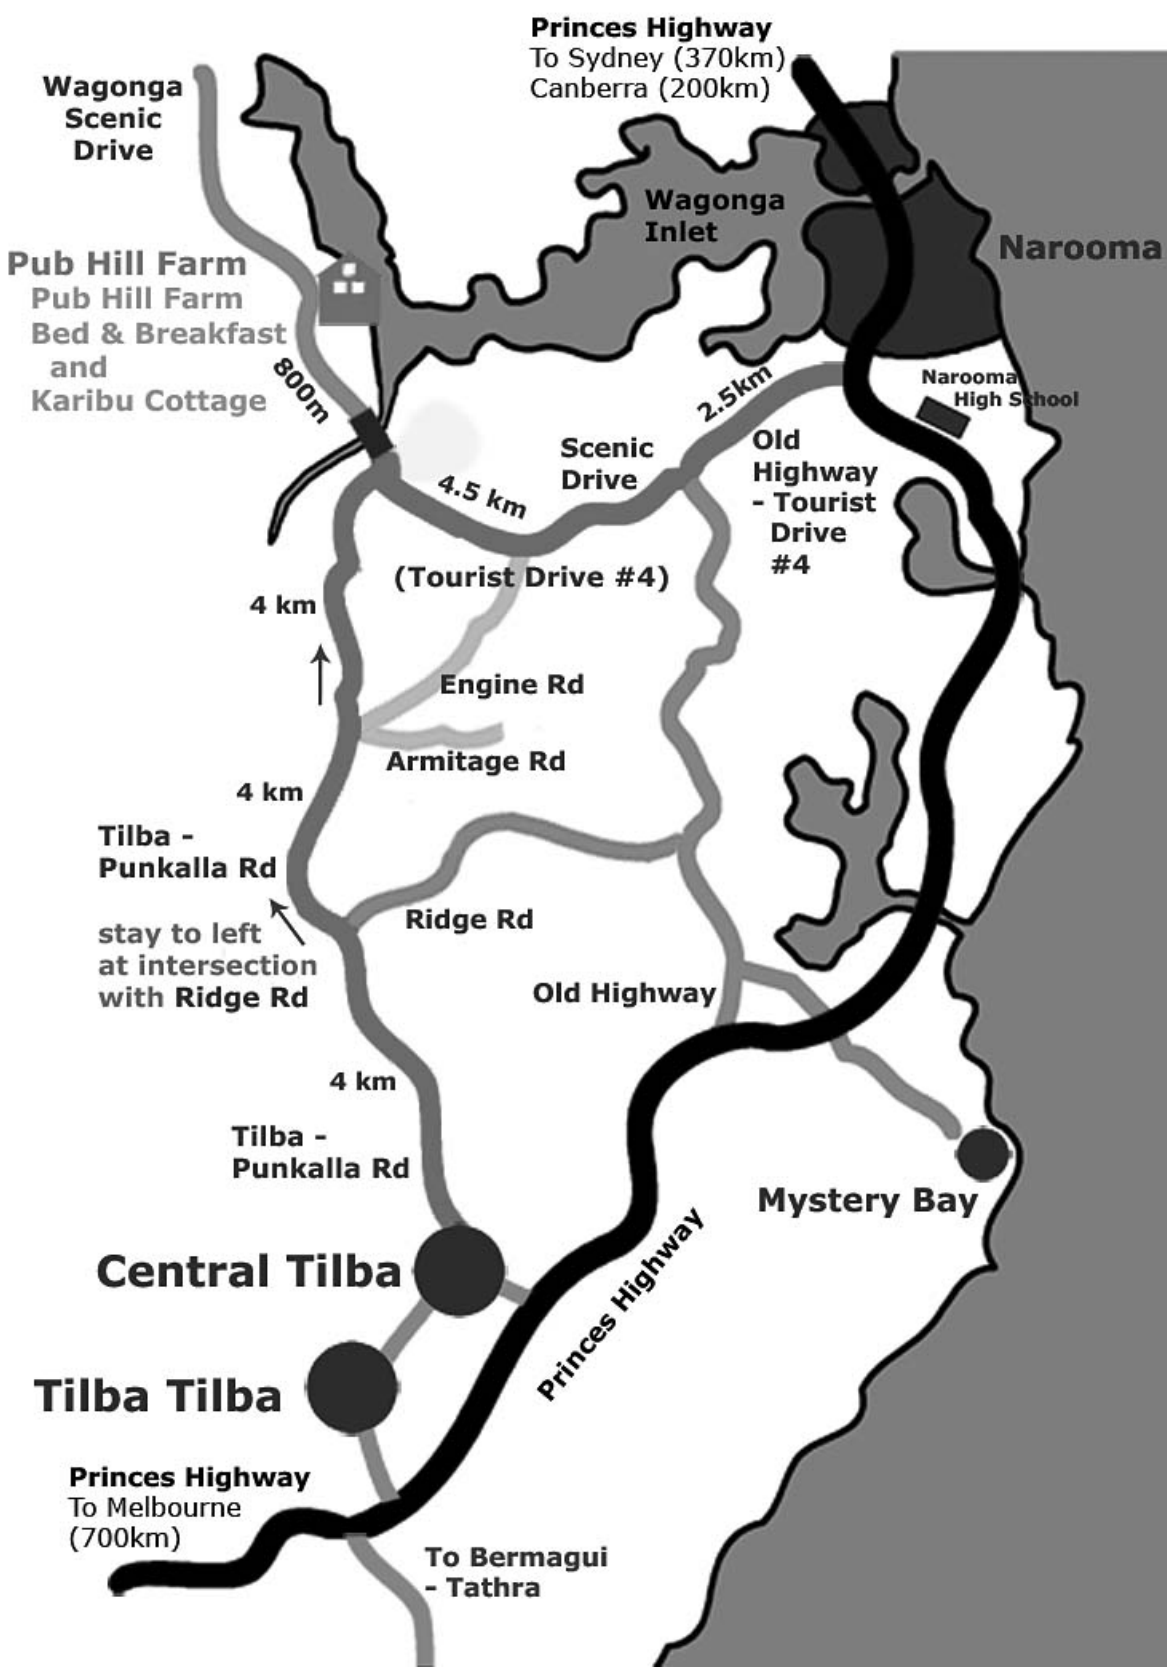 Princes Highway
To Sydney (370km)
Canberra (200km)
Wagonga
Scenic
Drive
Wagonga
Inlet
Narooma
Pub Hill Farm
Pub Hill Farm
Bed & Breakfast
and
Karibu Cottage
800m
2.5km
Narooma
High School
Scenic
Drive
Old
Highway
- Tourist
Drive
#4
4.5 km
(Tourist Drive #4)
4 km
Engine Rd
Armitage Rd
4 km
Tilba -
Punkalla Rd
Ridge Rd
stay to left
at intersection
with Ridge Rd
Old Highway
4 km
Tilba -
Punkalla Rd
Mystery Bay
Central Tilba
Princes Highway
Tilba Tilba
Princes Highway
To Melbourne
(700km)
To Bermagui
- Tathra